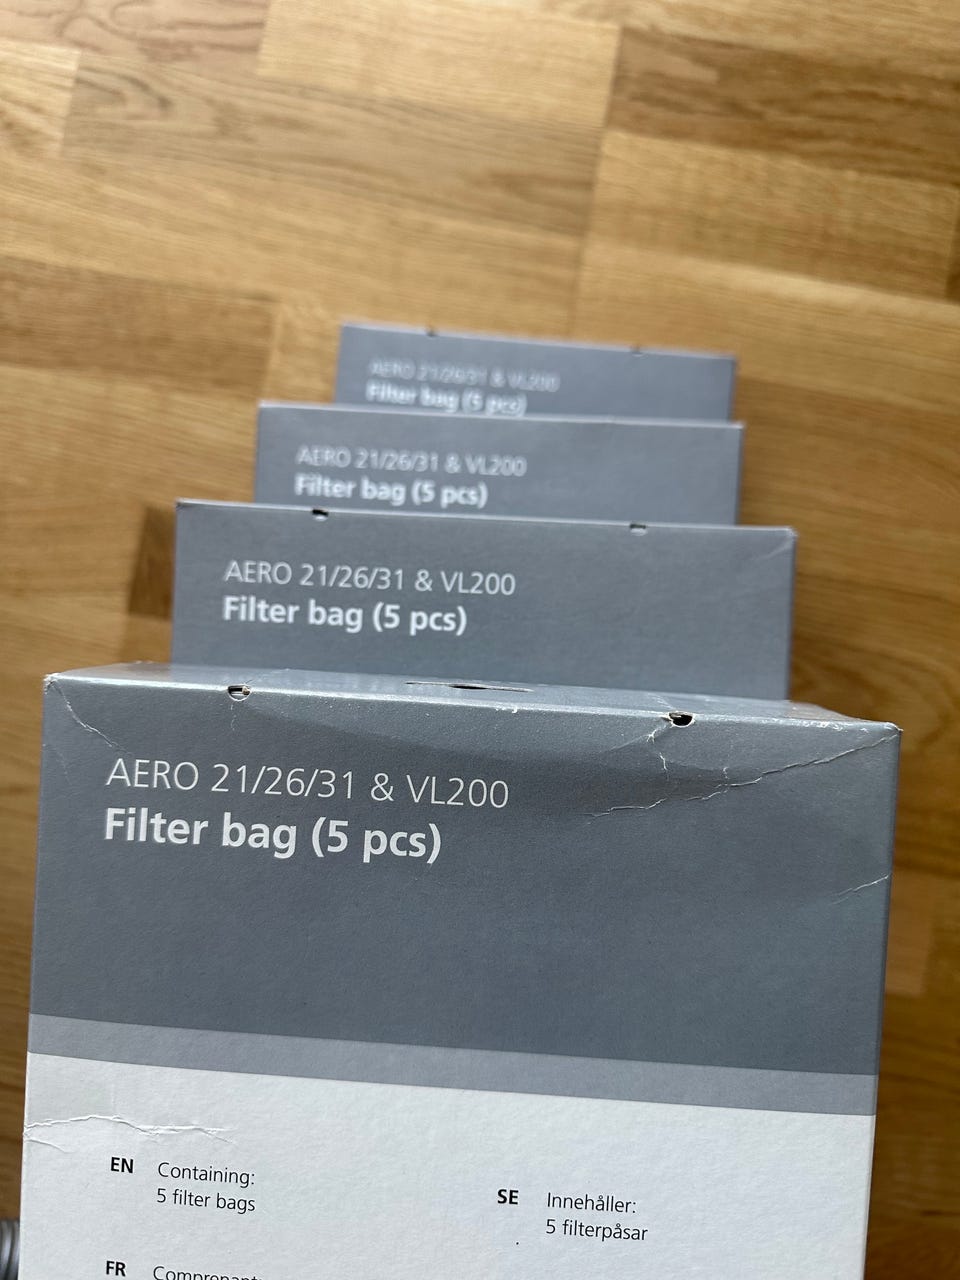 AERO 21/26/31 & VL200
Filter bag (5 pcs)
AERO 21/26/31 & VL200
Filter bag (5 pcs)
AERO 21/26/31 & VL200
Filter bag (5 pcs)
AERO 21/26/31 & VL200
Filter bag (5 pcs)
EN Containing:
5 filter bags
SE Innehåller:
5 filterpåsar
FR Comprenant: